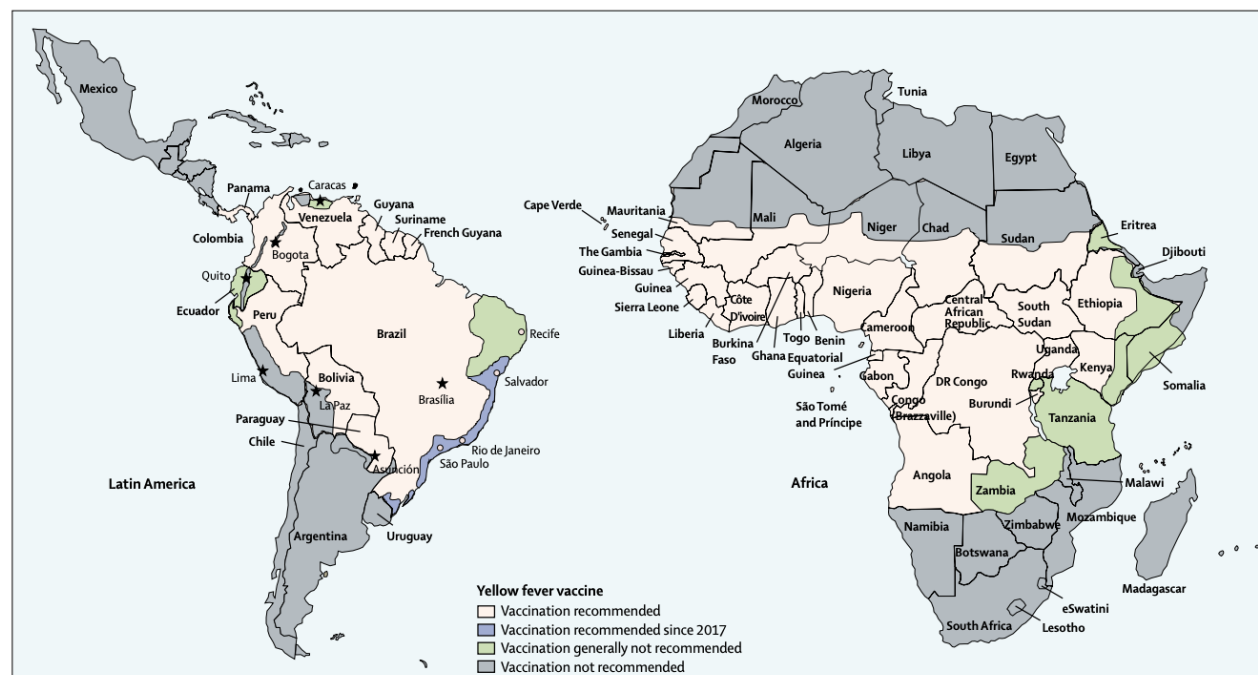 Mexico
Panama
Caracas
Guyana
Suriname
French Guyana
Venezuela
Colombia
Bogota
Quito
Ecuador
Peru
Brazil
Recife
Lima
Bolivia
La Paz
Brasília
Salvador
Paraguay
Chile
Rio de Janeiro
São Paulo
Asunción
Latin America
Argentina
Uruguay
Morocco
Tunia
Algeria
Libya
Egypt
Cape Verde
Mauritania
Mali
Niger
Chad
Sudan
Eritrea
Senegal
The Gambia
Djibouti
Guinea-Bissau
Guinea
Sierra Leone
Côte
D'ivoire
Nigeria
Central
African
Republic
South
Sudan
Ethiopia
Liberia
Burkina
Faso
Ghana
Togo
Benin
Cameroon
Equatorial
Guinea
Gabon
Uganda
Kenya
Rwanda
Somalia
DR Congo
Congo
(Brazzaville)
Burundi
São Tomé
and Príncipe
Tanzania
Africa
Angola
Zambia
Malawi
Mozambique
Namibia
Zimbabwe
Botswana
Madagascar
eSwatini
South Africa
Lesotho
Yellow fever vaccine
Vaccination recommended
Vaccination recommended since 2017
Vaccination generally not recommended
Vaccination not recommended